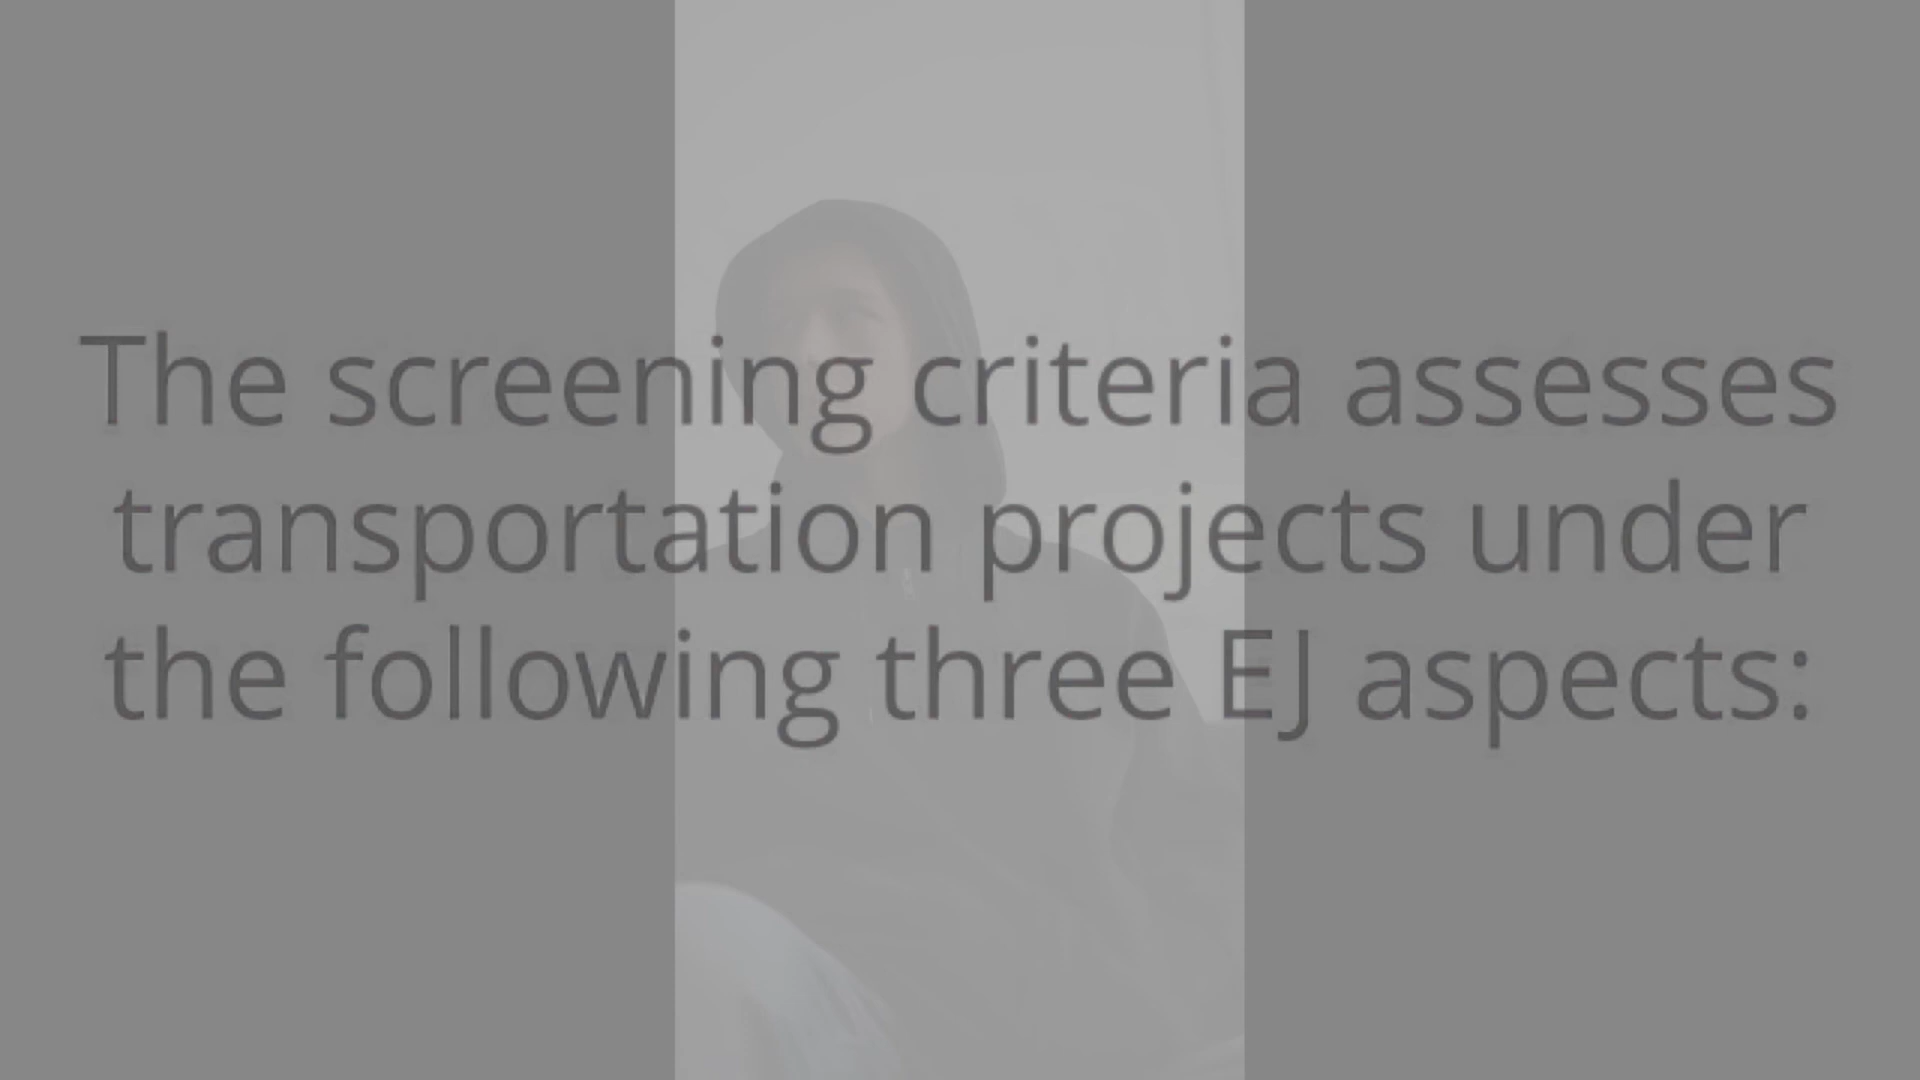 The screening criteria assesses
transportation projects under
the following three EJ aspects: